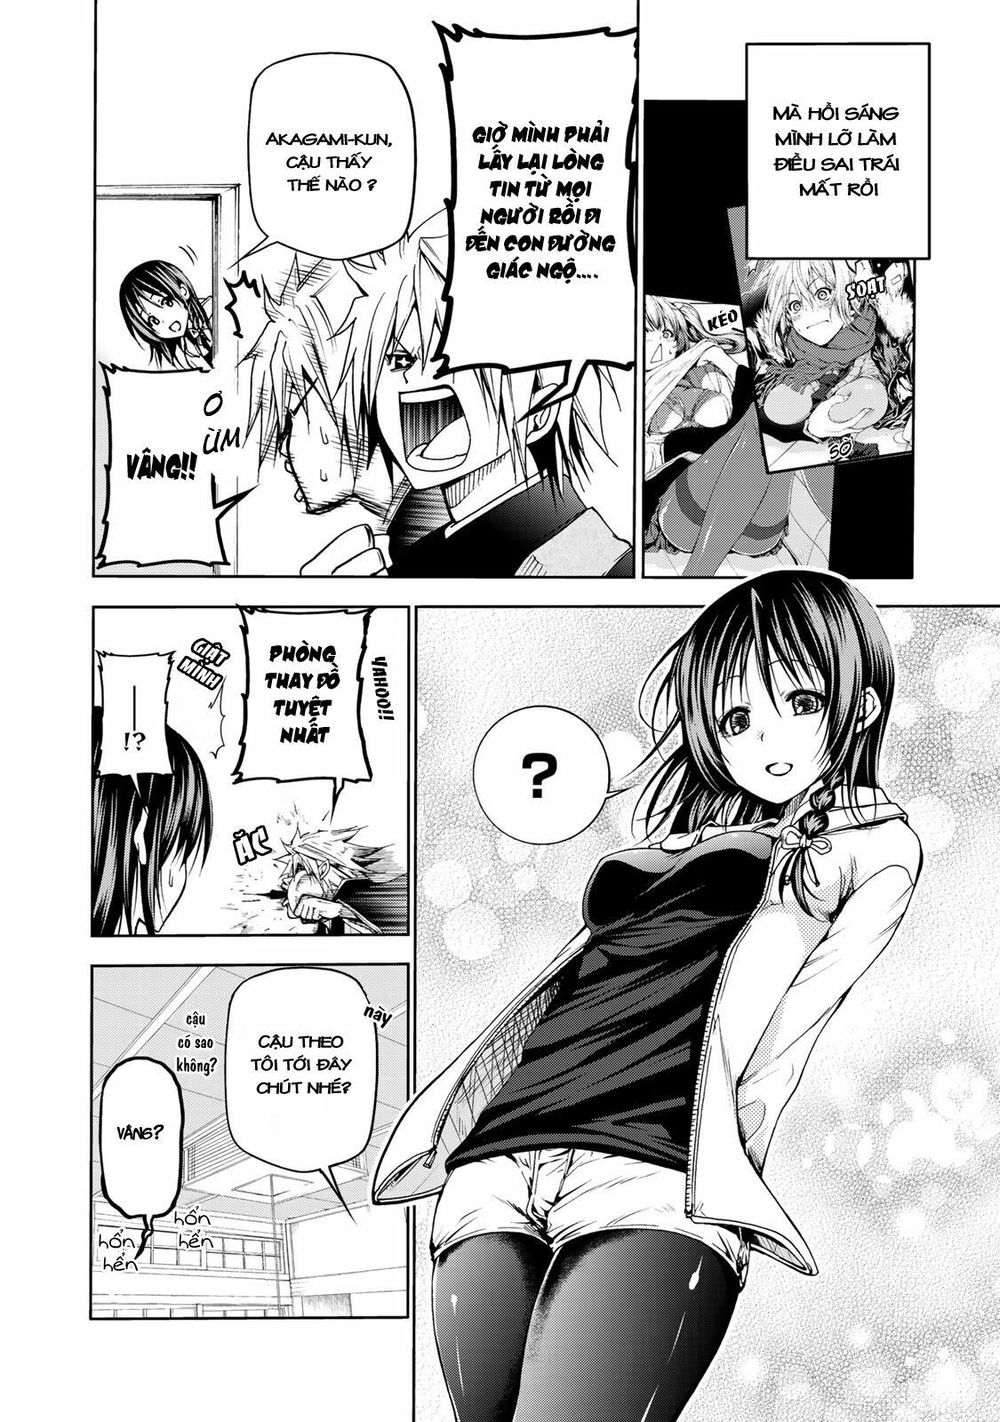 MÀ HỒI SÁNG
MÌNH LỠ LÀM
ĐIỀU SAI TRÁI
MẤT RỒI
SOẠT
KÉO
SỜ
GIỜ MÌNH PHẢI
LẤY LẠI LÒNG
TIN TỪ MỌI
NGƯỜI RỒI ĐI
ĐẾN CON ĐƯỜNG
GIÁC NGỘ....
AKAGAMI-KUN,
CẬU THẤY
THẾ NÀO ?
Ơ
ỪM
VÂNG!!
?
YAHOO!!
PHÒNG
THAY ĐỒ
TUYỆT
NHẤT
GIẬT
MÌNH
—!?
ẶC
này
CẬU THEO
TÔI TỚI ĐÂY
CHÚT NHÉ?
cậu
có sao
không?
VÂNG?
hổn
hển
hổn
hển